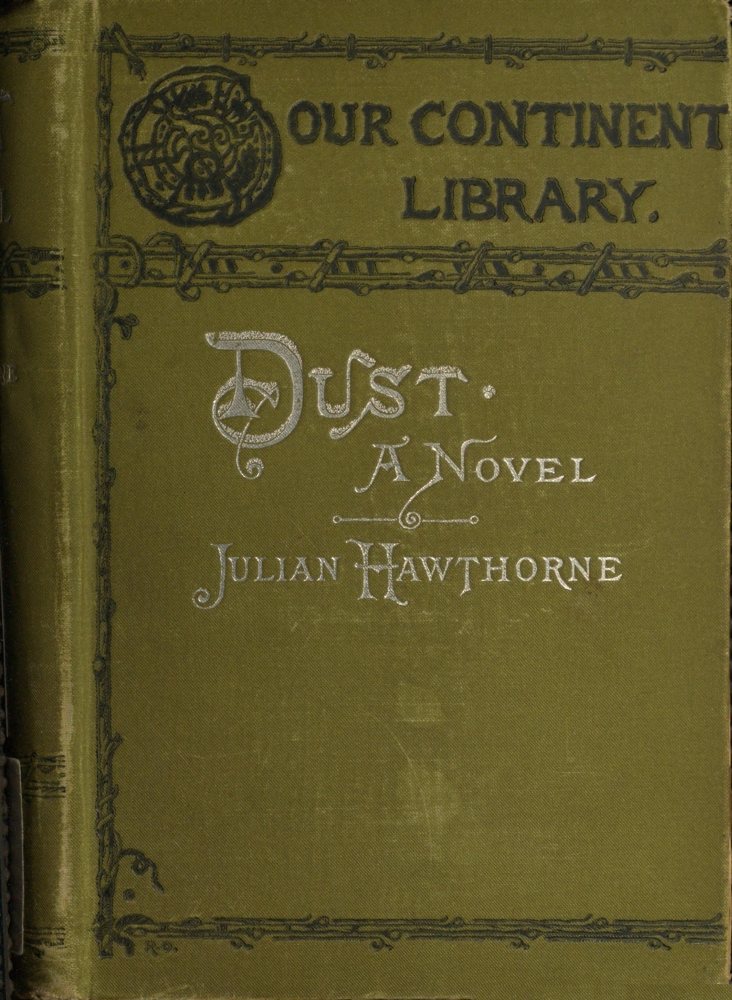 OUR CONTINENT
LIBRARY.
DUST.
A NOVEL
JULIAN HAWTHORNE
R.D.